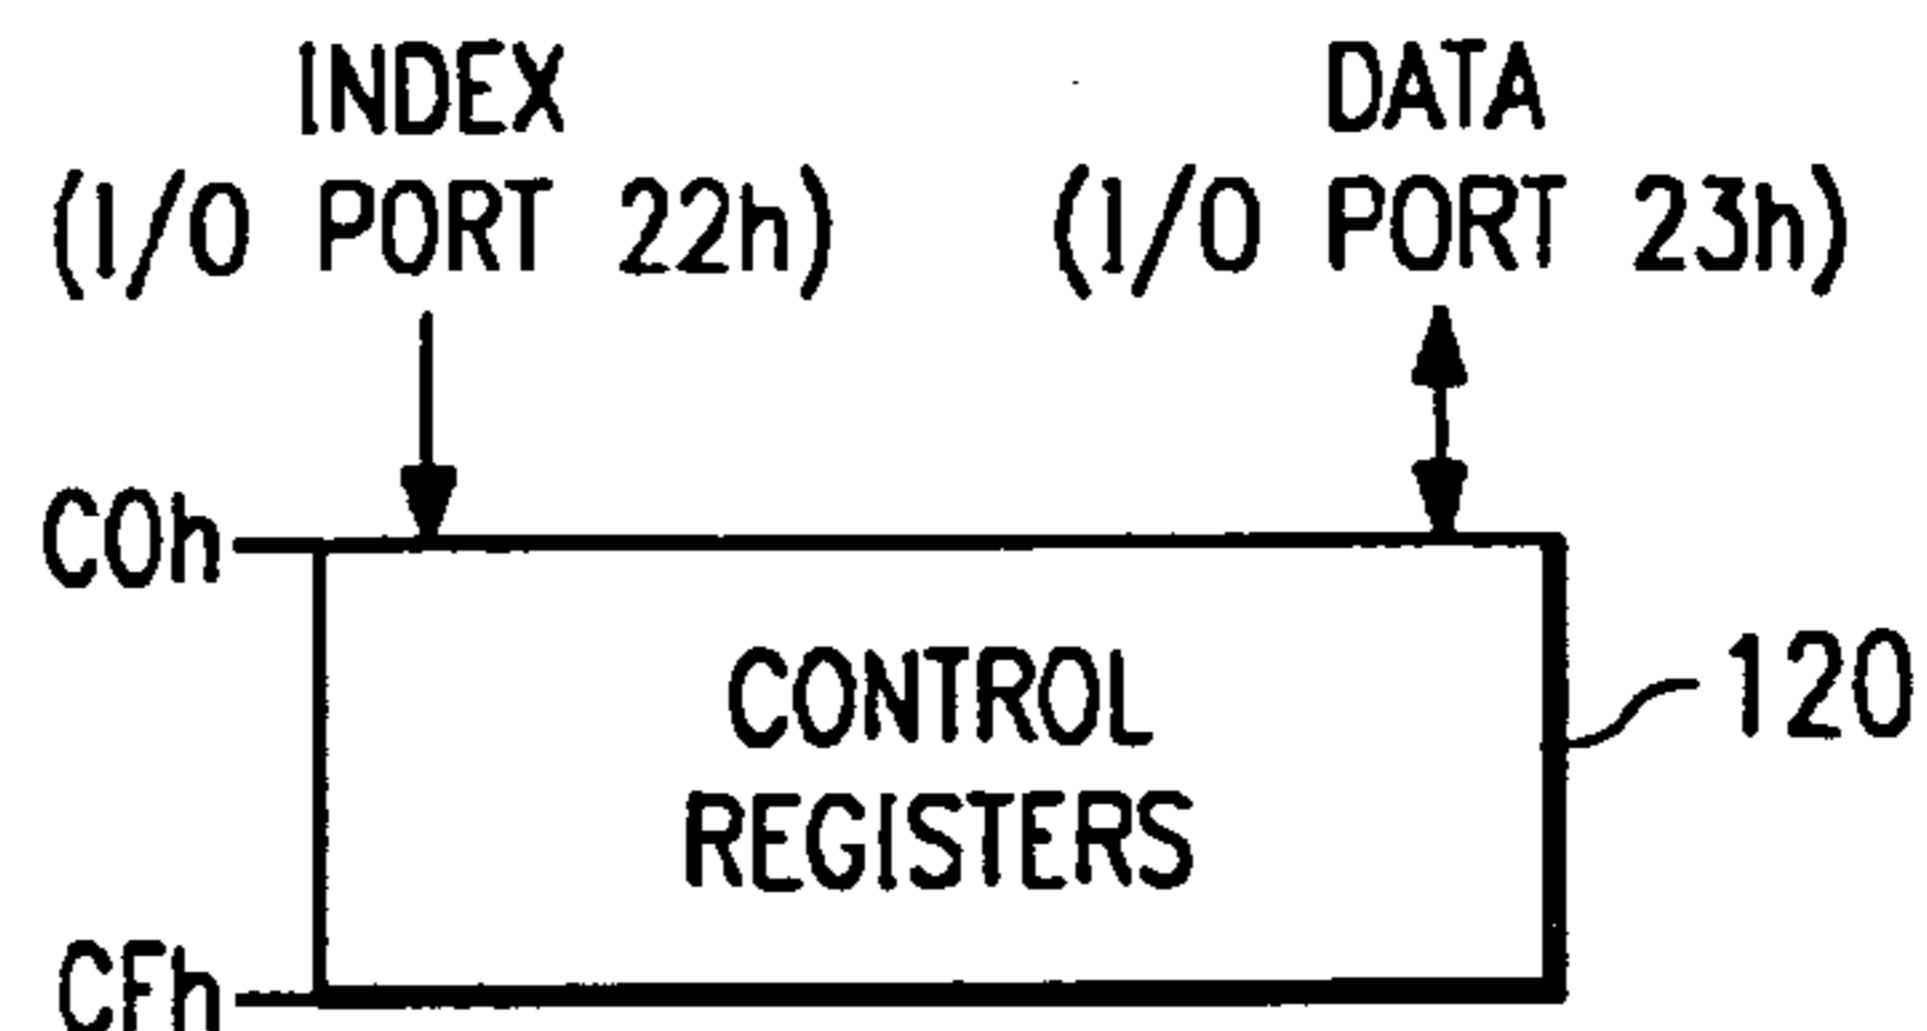 INDEX
(I/O PORT 22h)
DATA
(I/O PORT 23h)
C0h
CONTROL
REGISTERS
120
CFh